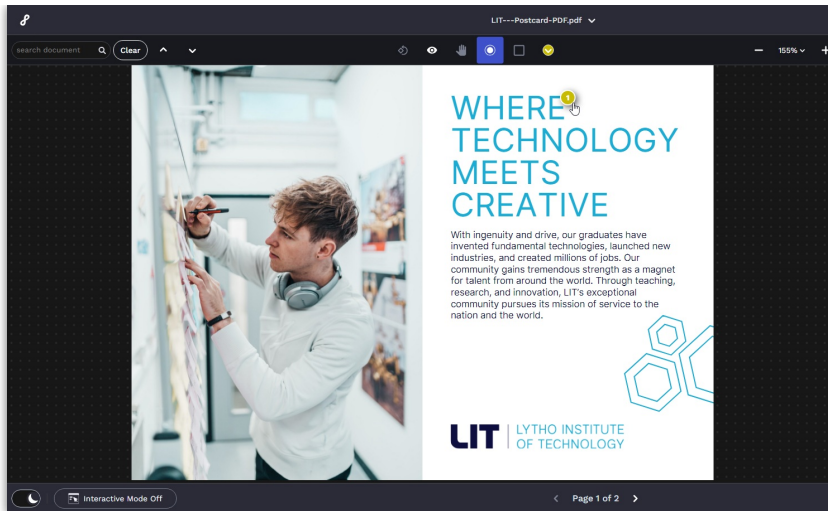 LIT---Postcard-PDF.pdf
search document
Clear
155%
WHERE
1
TECHNOLOGY
MEETS
CREATIVE
With ingenuity and drive, our graduates have
invented fundamental technologies, launched new
industries, and created millions of jobs. Our
community gains tremendous strength as a magnet
for talent from around the world. Through teaching,
research, and innovation, LIT's exceptional
community pursues its mission of service to the
nation and the world.
LIT
LYTHO INSTITUTE
OF TECHNOLOGY
Interactive Mode Off
Page 1 of 2